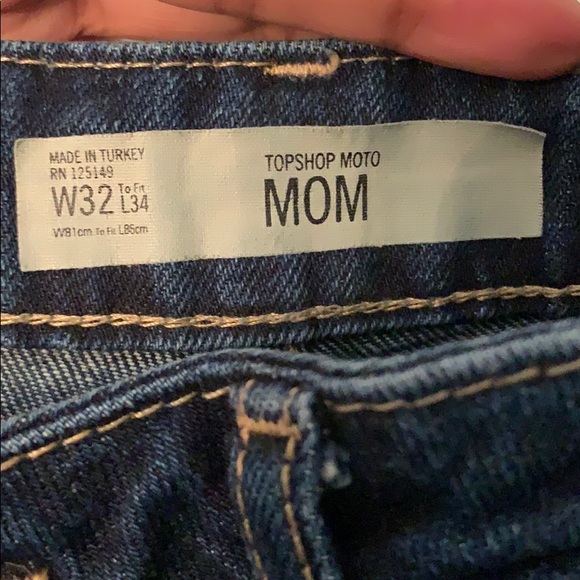 MADE IN TURKEY
RN 125149
W32 To Fit L34
W81cm To Fit L86cm
TOPSHOP MOTO
MOM